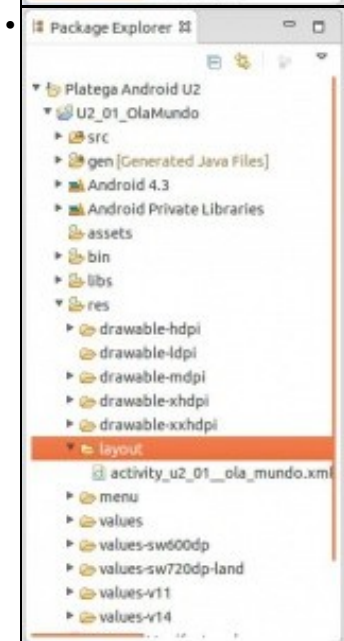 Package Explorer
Platega Android U2
U2_01_OlaMundo
src
gen [Generated Java Files]
Android 4.3
Android Private Libraries
assets
bin
libs
res
drawable-hdpi
drawable-ldpi
drawable-mdpi
drawable-xhdpi
drawable-xxhdpi
layout
activity_u2_01__ola_mundo.xml
menu
values
values-sw600dp
values-sw720dp-land
values-v11
values-v14